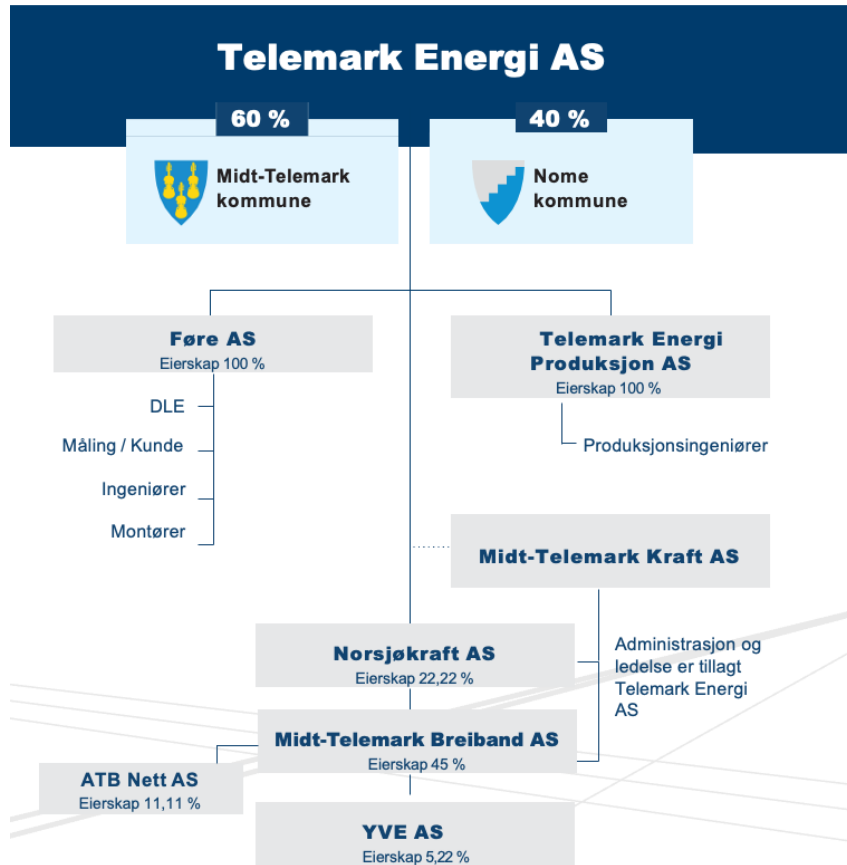 Telemark Energi AS
60 %
40 %
Midt-Telemark
kommune
Nome
kommune
Føre AS
Eierskap 100 %
DLE
Måling / Kunde
Ingeniører
Montører
Telemark Energi
Produksjon AS
Eierskap 100 %
Produksjonsingeniører
Midt-Telemark Kraft AS
Norsjøkraft AS
Eierskap 22,22 %
Administrasjon og
ledelse er tillagt
Telemark Energi
AS
Midt-Telemark Breiband AS
Eierskap 45 %
ATB Nett AS
Eierskap 11,11 %
YVE AS
Eierskap 5,22 %